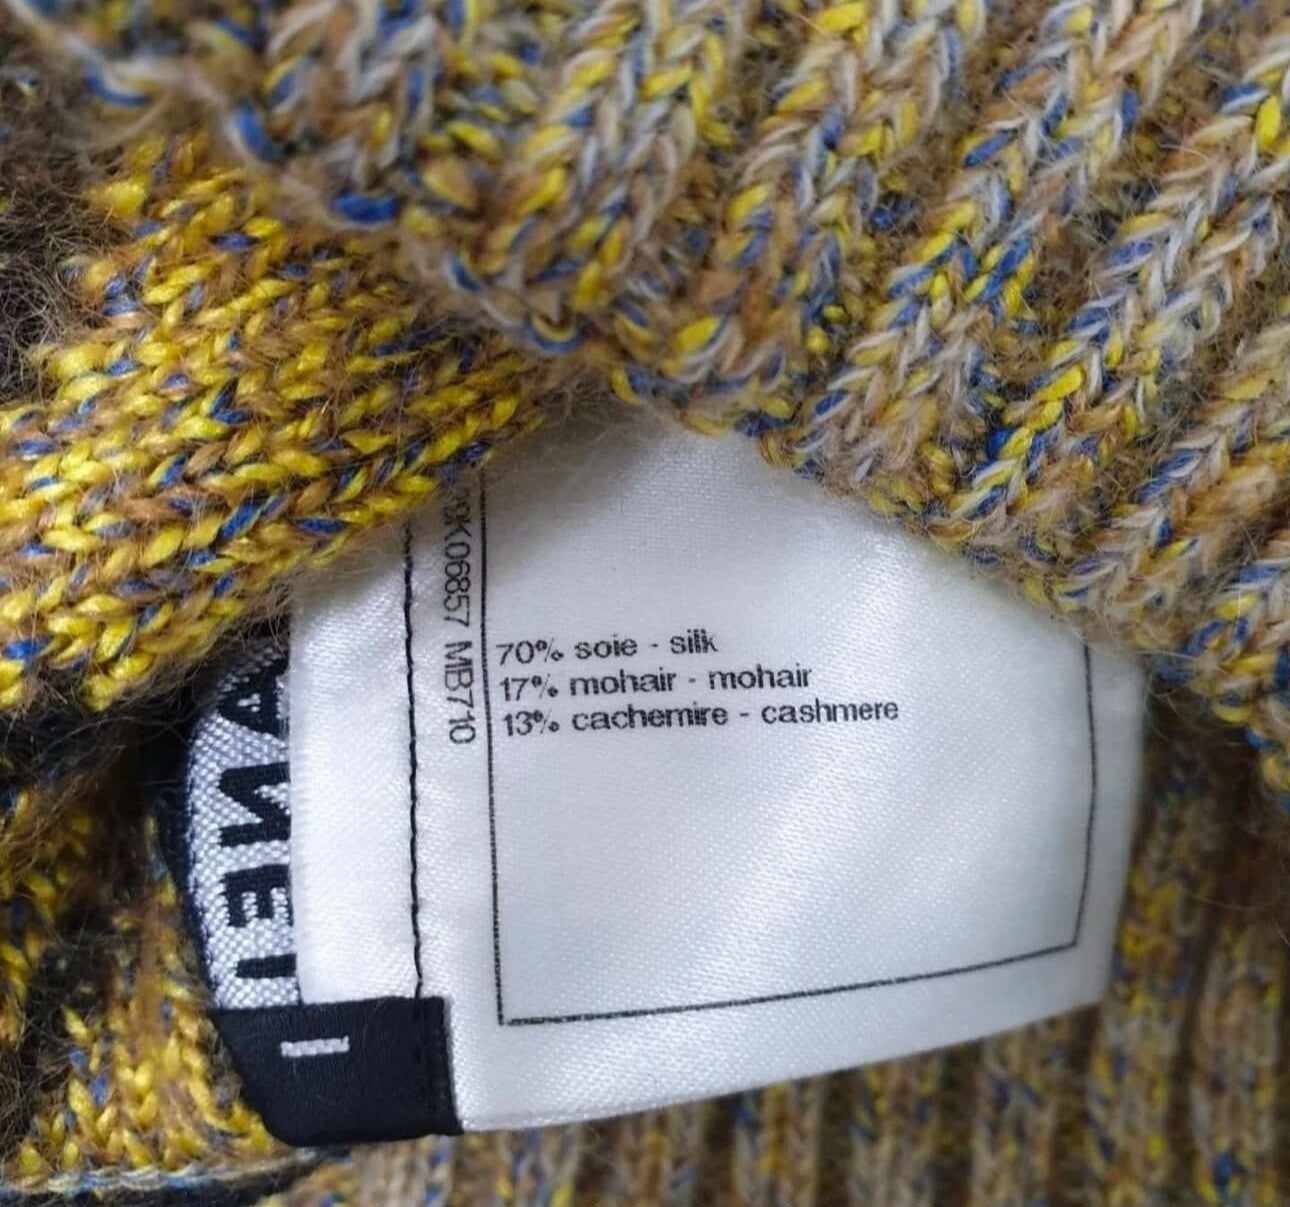 K06857 MB710
70% soie - silk
17% mohair - mohair
13% cachemire - cashmere